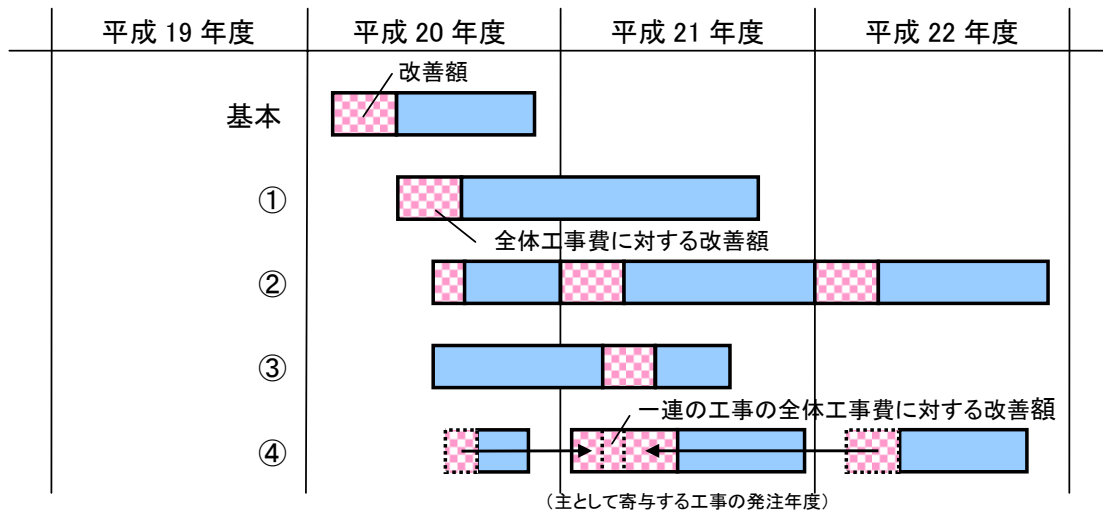 平成 19 年度 平成 20 年度 平成 21 年度 平成 22 年度
改善額
基本
①
全体工事費に対する改善額
②
③
一連の工事の全体工事費に対する改善額
④
（主として寄与する工事の発注年度）